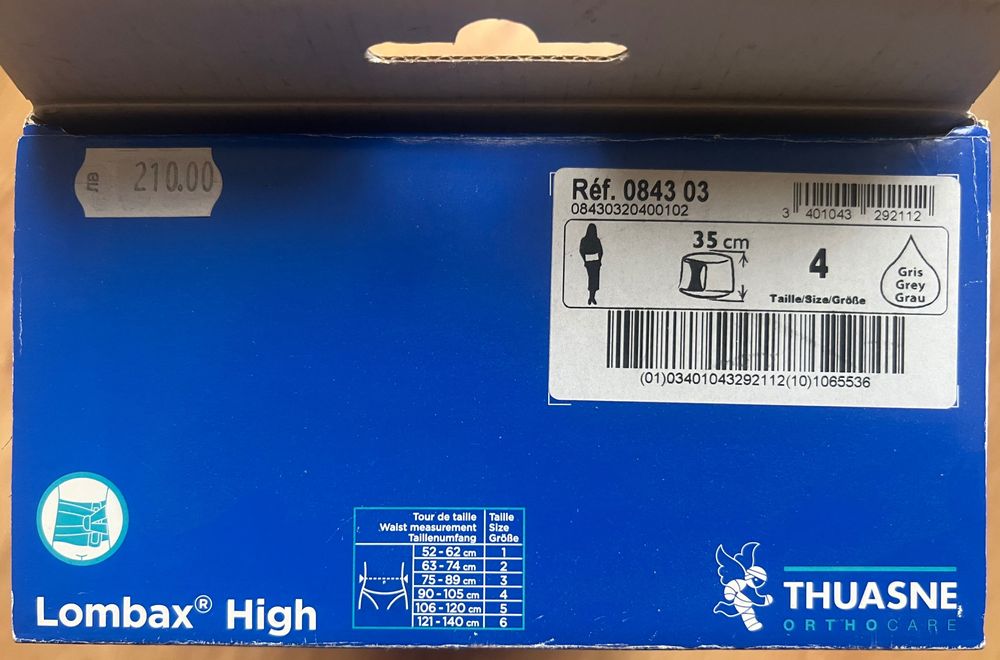 лв 210.00
Réf. 0843 03
08430320400102
3 401043 292112
35 cm
4
Taille/Size/Größe
Gris
Grey
Grau
(01)03401043292112(10)1065536
Tour de taille Taille
Waist measurement Size
Taillenumfang Größe
52 - 62 cm 1
63 - 74 cm 2
75 - 89 cm 3
90 - 105 cm 4
106 - 120 cm 5
121 - 140 cm 6
Lombax® High
THUASNE
ORTHOCARE